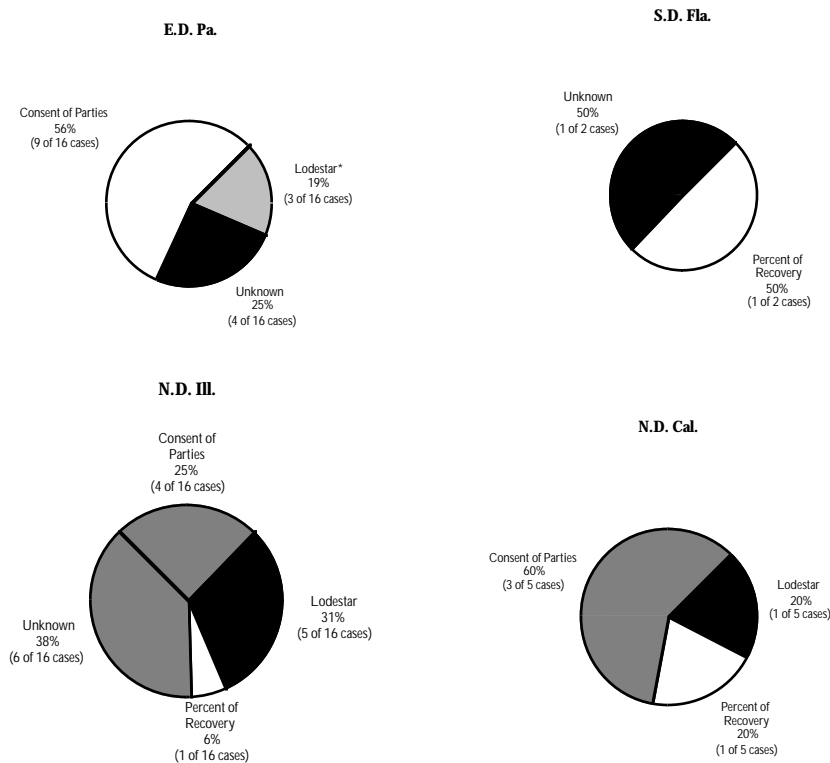 E.D. Pa.
Consent of Parties
56%
(9 of 16 cases)
Lodestar*
19%
(3 of 16 cases)
Unknown
25%
(4 of 16 cases)
S.D. Fla.
Unknown
50%
(1 of 2 cases)
Percent of
Recovery
50%
(1 of 2 cases)
N.D. Ill.
Consent of
Parties
25%
(4 of 16 cases)
Lodestar
31%
(5 of 16 cases)
Unknown
38%
(6 of 16 cases)
Percent of
Recovery
6%
(1 of 16 cases)
N.D. Cal.
Consent of Parties
60%
(3 of 5 cases)
Lodestar
20%
(1 of 5 cases)
Percent of
Recovery
20%
(1 of 5 cases)